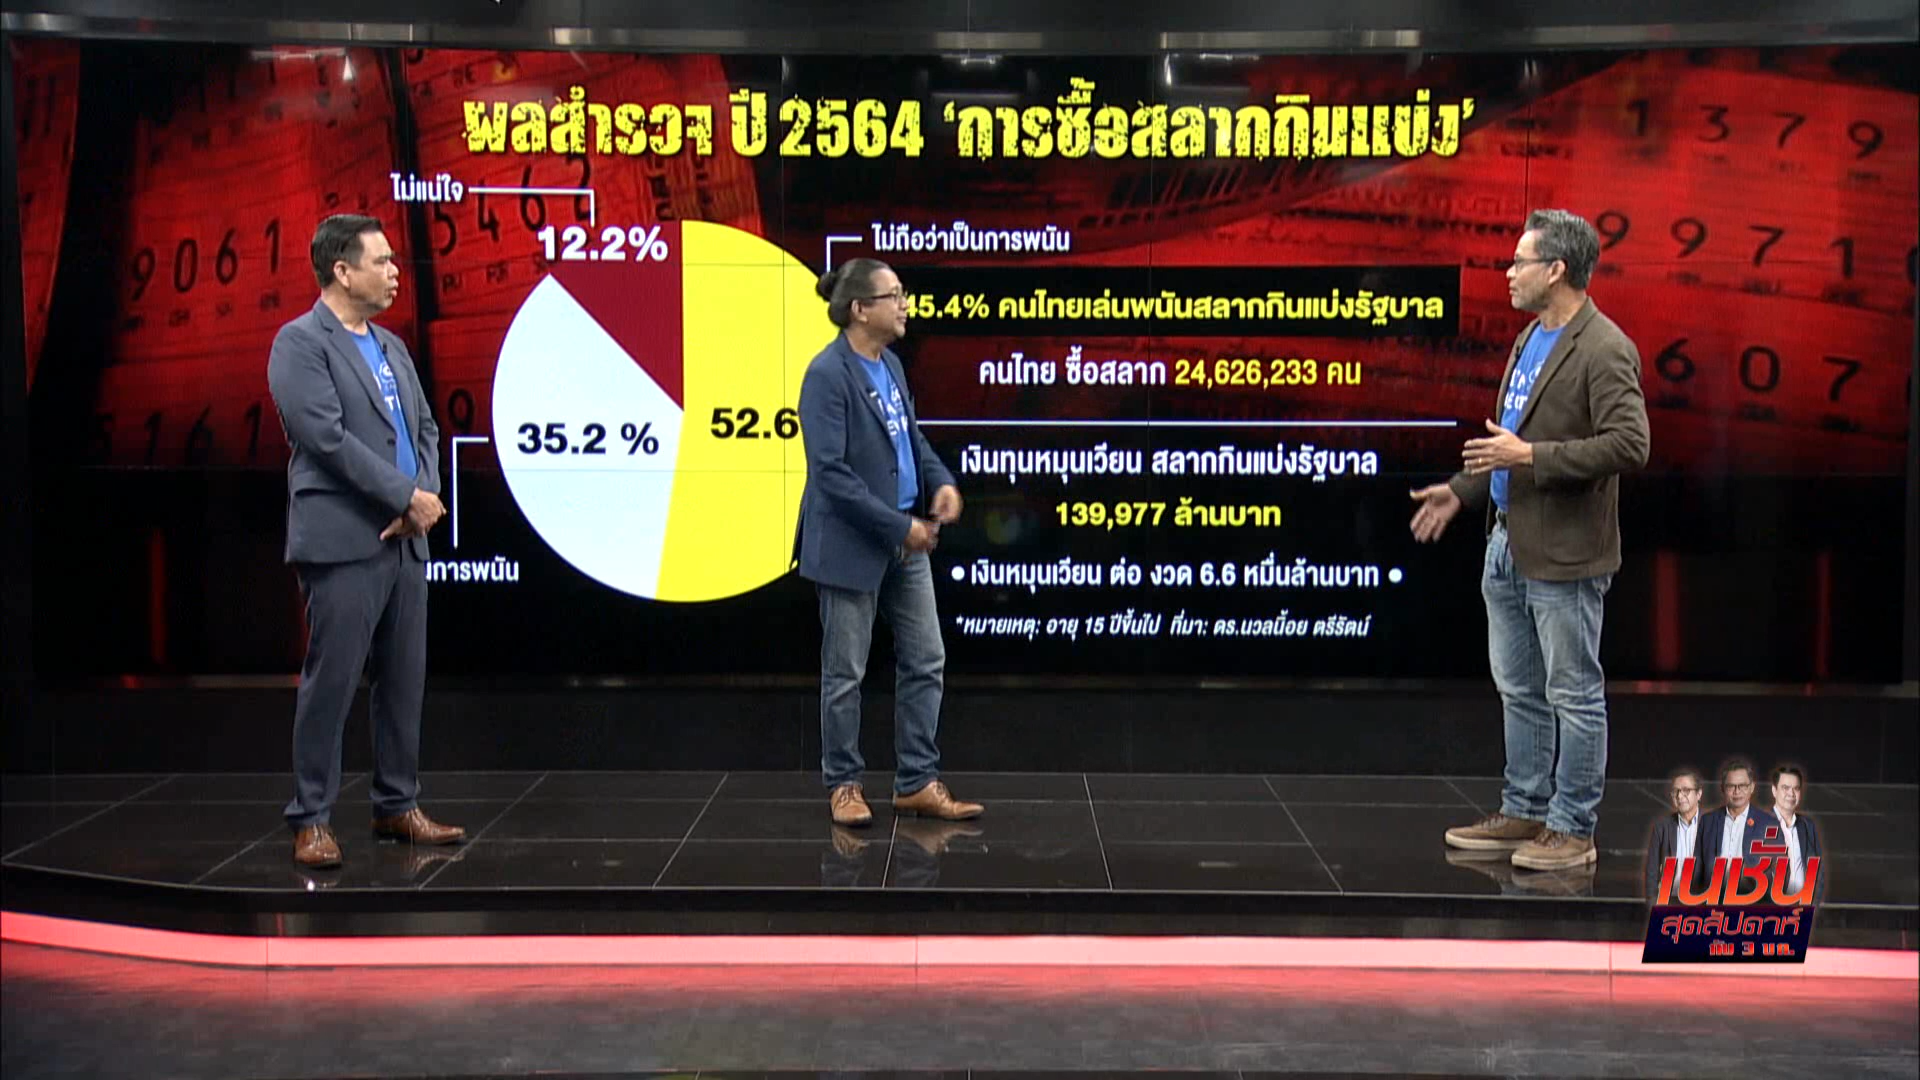 ผลสำรวจ ปี 2564 'การซื้อสลากกินแบ่ง'
ไม่แน่ใจ
12.2%
ไม่ถือว่าเป็นการพนัน
45.4% คนไทยเล่นพนันสลากกินแบ่งรัฐบาล
คนไทย ซื้อสลาก 24,626,233 คน
35.2 %
52.6
เงินทุนหมุนเวียน สลากกินแบ่งรัฐบาล
139,977 ล้านบาท
การพนัน
• เงินหมุนเวียน ต่อ งวด 6.6 หมื่นล้านบาท •
*หมายเหตุ: อายุ 15 ปีขึ้นไป ที่มา: ดร.นวลน้อย ตรีรัตน์
9061
5462
1379
9971
607
เนชั่น
สุดสัปดาห์
กับ 3 บก.